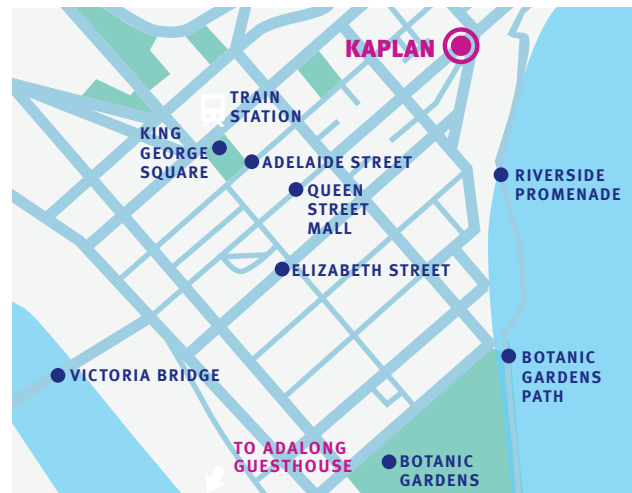 KAPLAN
TRAIN
STATION
KING
GEORGE
SQUARE
ADELAIDE STREET
QUEEN
STREET
MALL
RIVERSIDE
PROMENADE
ELIZABETH STREET
VICTORIA BRIDGE
BOTANIC
GARDENS
PATH
TO ADALONG
GUESTHOUSE
BOTANIC
GARDENS